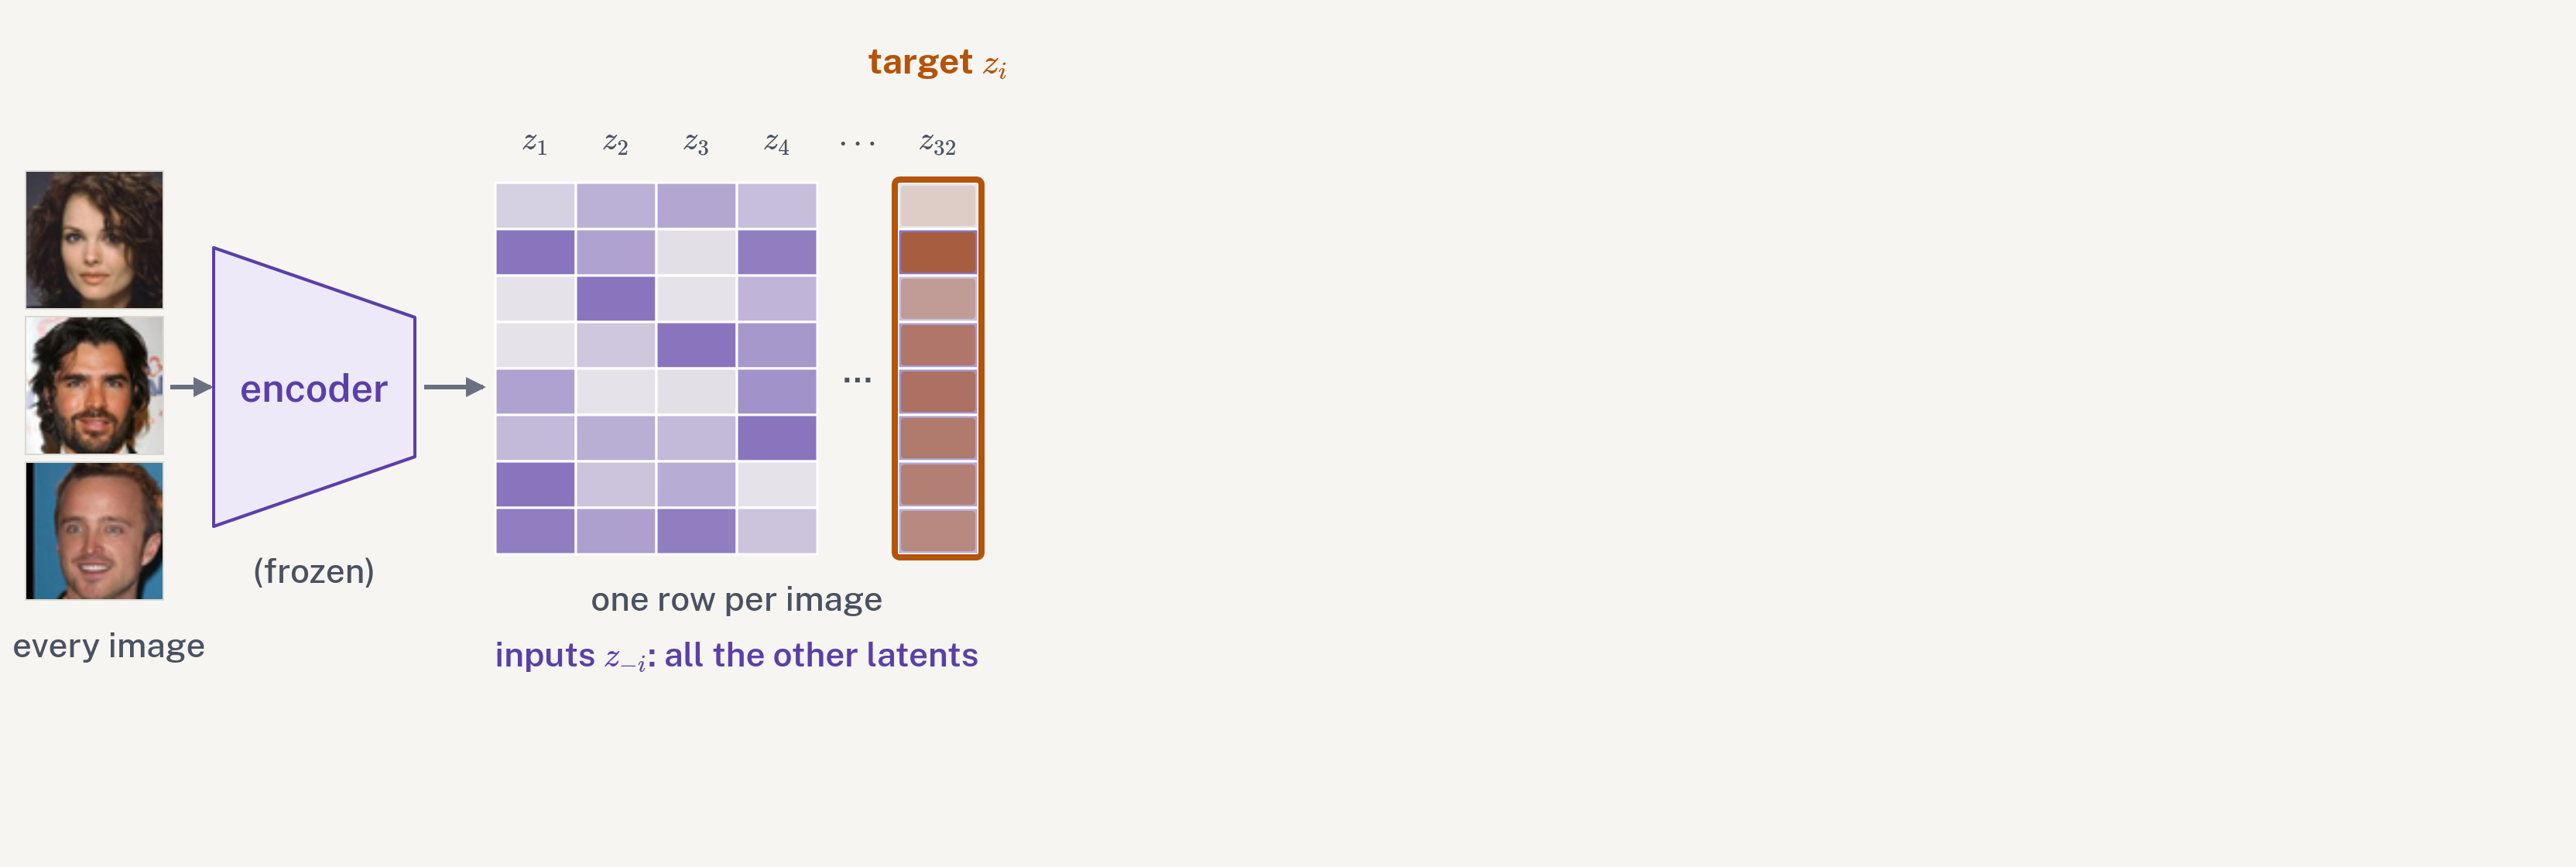 target z_i
z_1 z_2 z_3 z_4 ... z_32
encoder
...
(frozen)
one row per image
every image
inputs z_{-i}: all the other latents